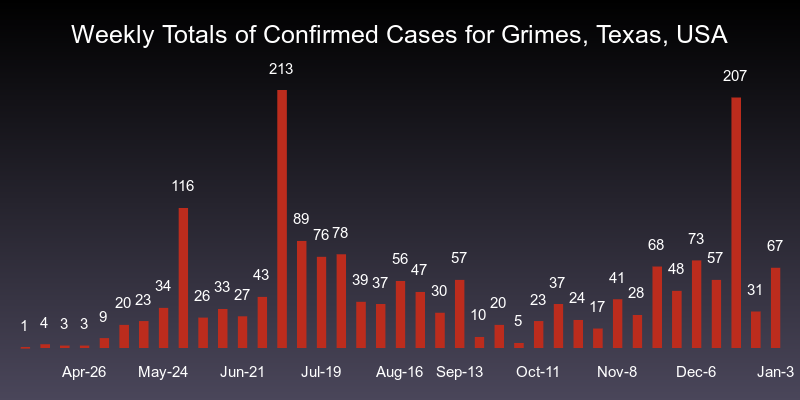 Weekly Totals of Confirmed Cases for Grimes, Texas, USA
1 4 3 3 9 20 23 34 116 26 33 27 43 213 89 76 78 39 37 56 47 30 57 10 20 5 23 37 24 17 41 28 68 48 73 57 207 31 67
Apr-26 May-24 Jun-21 Jul-19 Aug-16 Sep-13 Oct-11 Nov-8 Dec-6 Jan-3